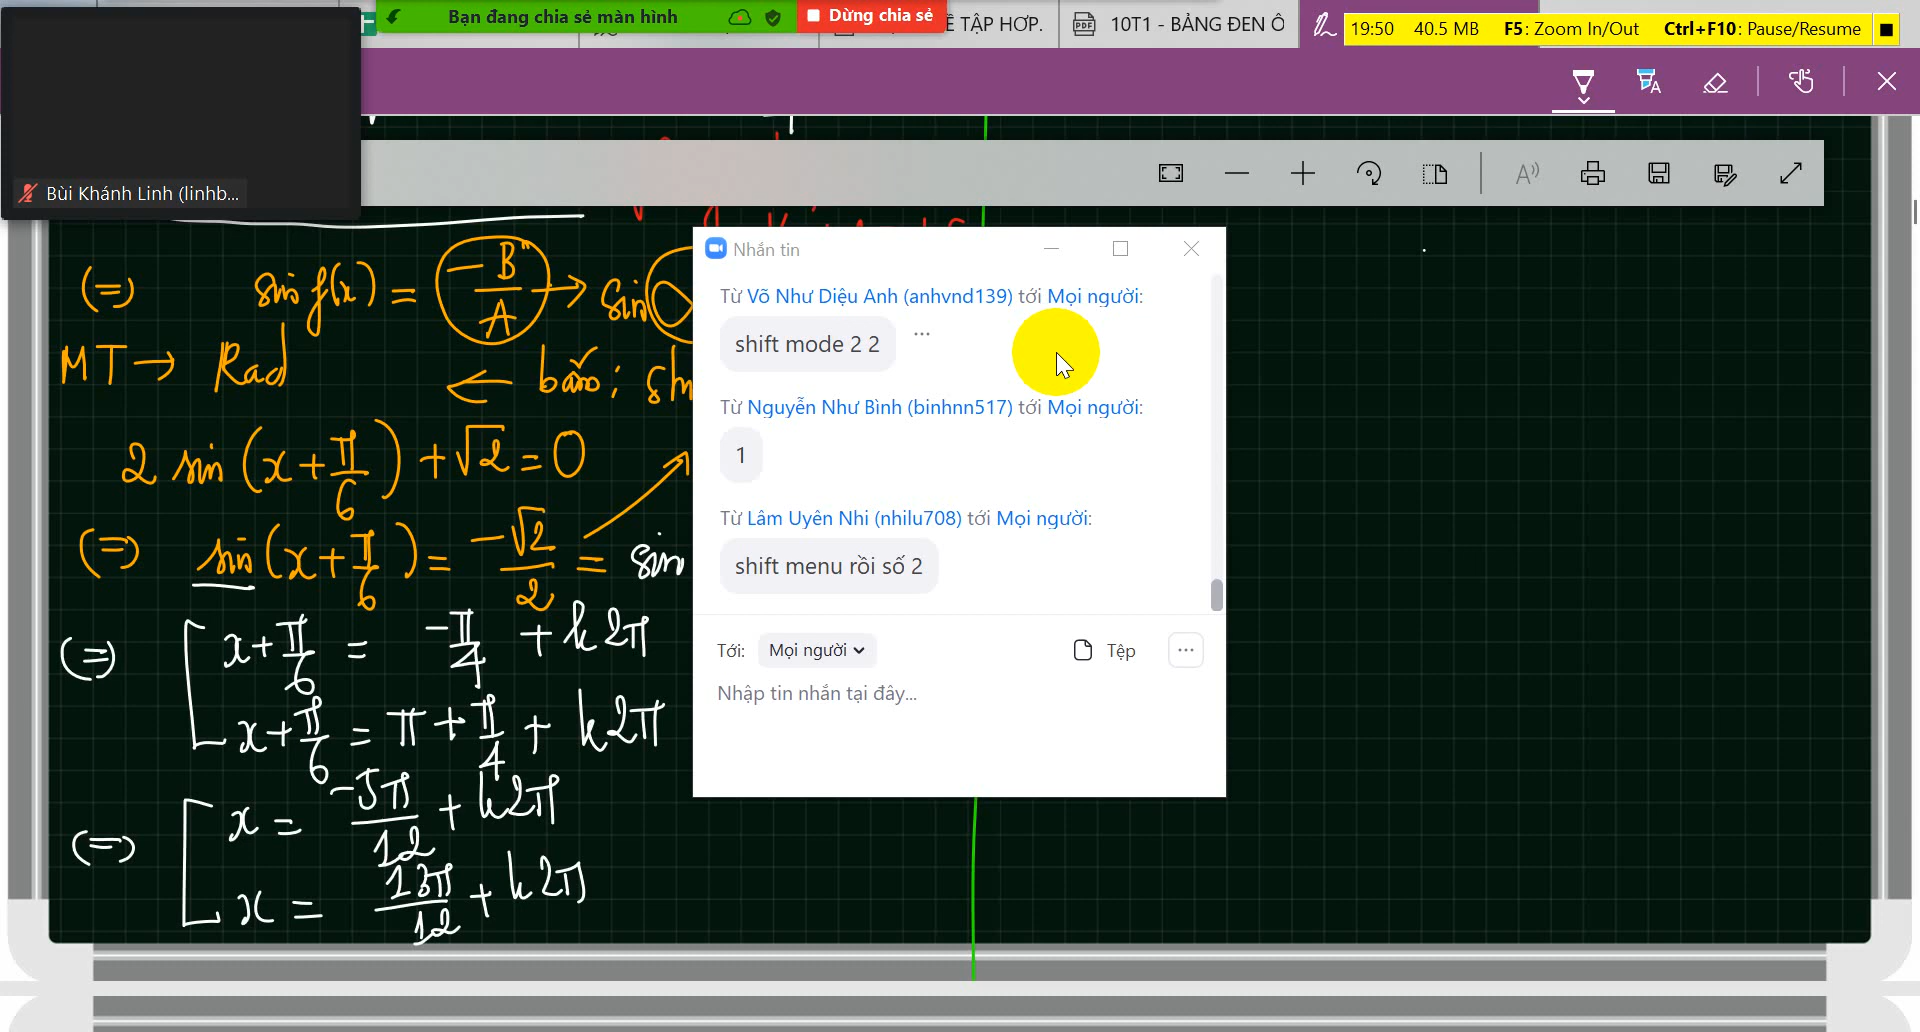 Bạn đang chia sẻ màn hình
Dừng chia sẻ
Ề TẬP HƠP.
10T1 - BẢNG ĐEN Ô
19:50 40.5 MB F5: Zoom In/Out Ctrl+F10: Pause/Resume
Bùi Khánh Linh (linhb...
(=) sin f(x) = -B/A → sin
MT → Rad ← bấm: sh
2 sin (x + π/6) + √2 = 0
(=) sin (x + π/6) = -√2/2 = sin
(=) [ x + π/6 = -π/4 + k2π
x + π/6 = π + π/4 + k2π
(=) [ x = -5π/12 + k2π
x = 13π/12 + k2π
Nhắn tin
Từ Võ Như Diệu Anh (anhvnd139) tới Mọi người:
shift mode 2 2
Từ Nguyễn Như Bình (binhnn517) tới Mọi người:
1
Từ Lâm Uyên Nhi (nhilu708) tới Mọi người:
shift menu rồi số 2
Tới: Mọi người
Tệp
Nhập tin nhắn tại đây...